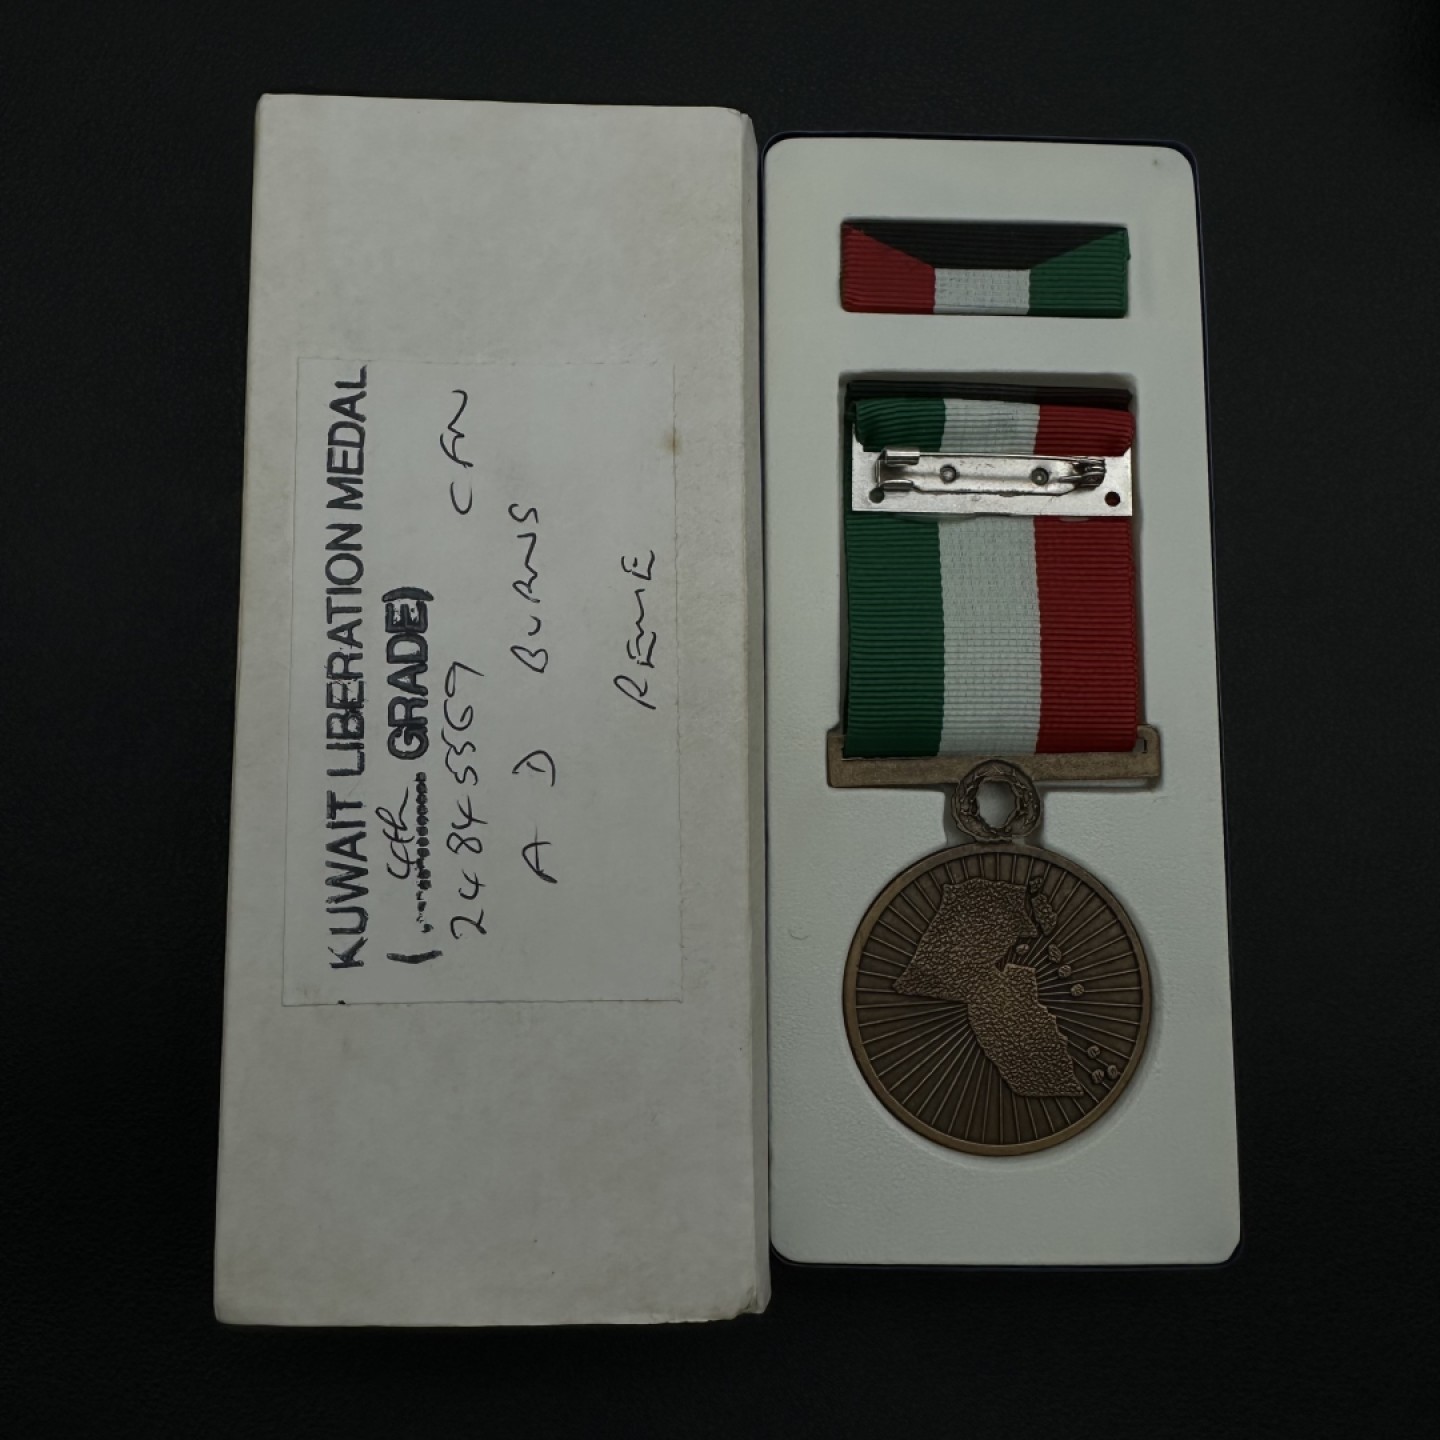 KUWAIT LIBERATION MEDAL
(4th GRADE)
24845569 CFN
A D BURNS
REME